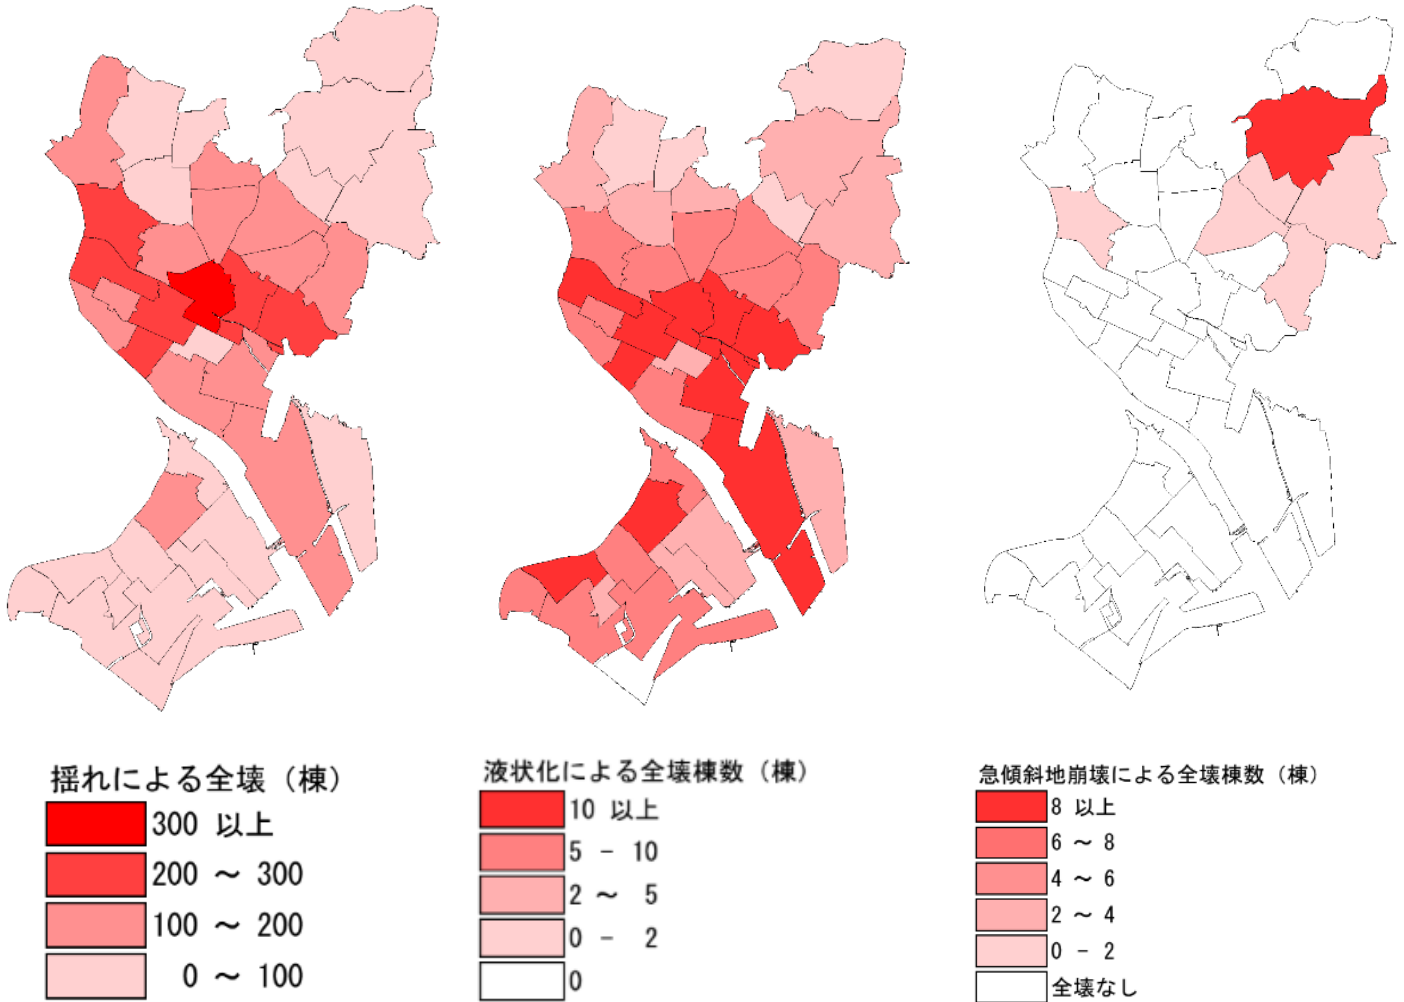 揺れによる全壊（棟）
300 以上
200 ～ 300
100 ～ 200
0 ～ 100
液状化による全壊棟数（棟）
10 以上
5 － 10
2 ～ 5
0 － 2
0
急傾斜地崩壊による全壊棟数（棟）
8 以上
6 ～ 8
4 ～ 6
2 ～ 4
0 － 2
全壊なし